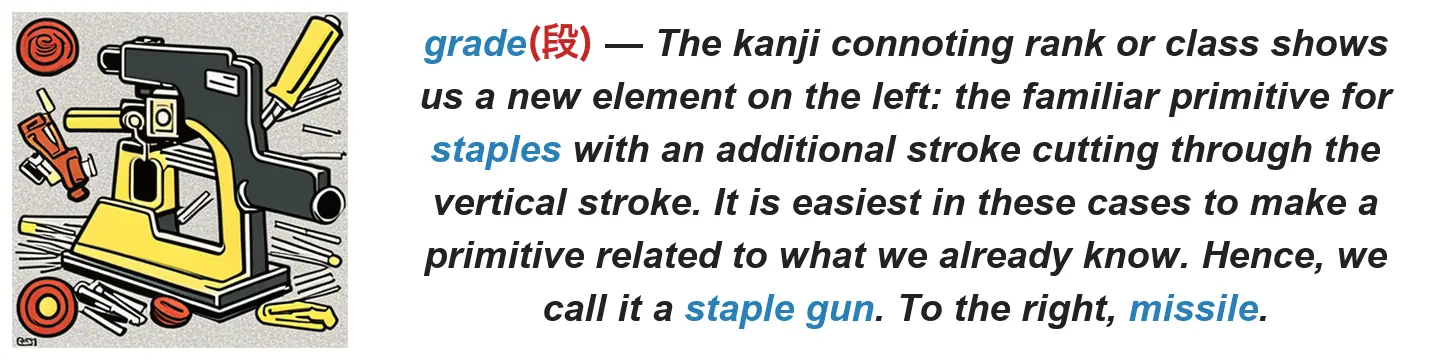 grade(段) — The kanji connoting rank or class shows
us a new element on the left: the familiar primitive for
staples with an additional stroke cutting through the
vertical stroke. It is easiest in these cases to make a
primitive related to what we already know. Hence, we
call it a staple gun. To the right, missile.